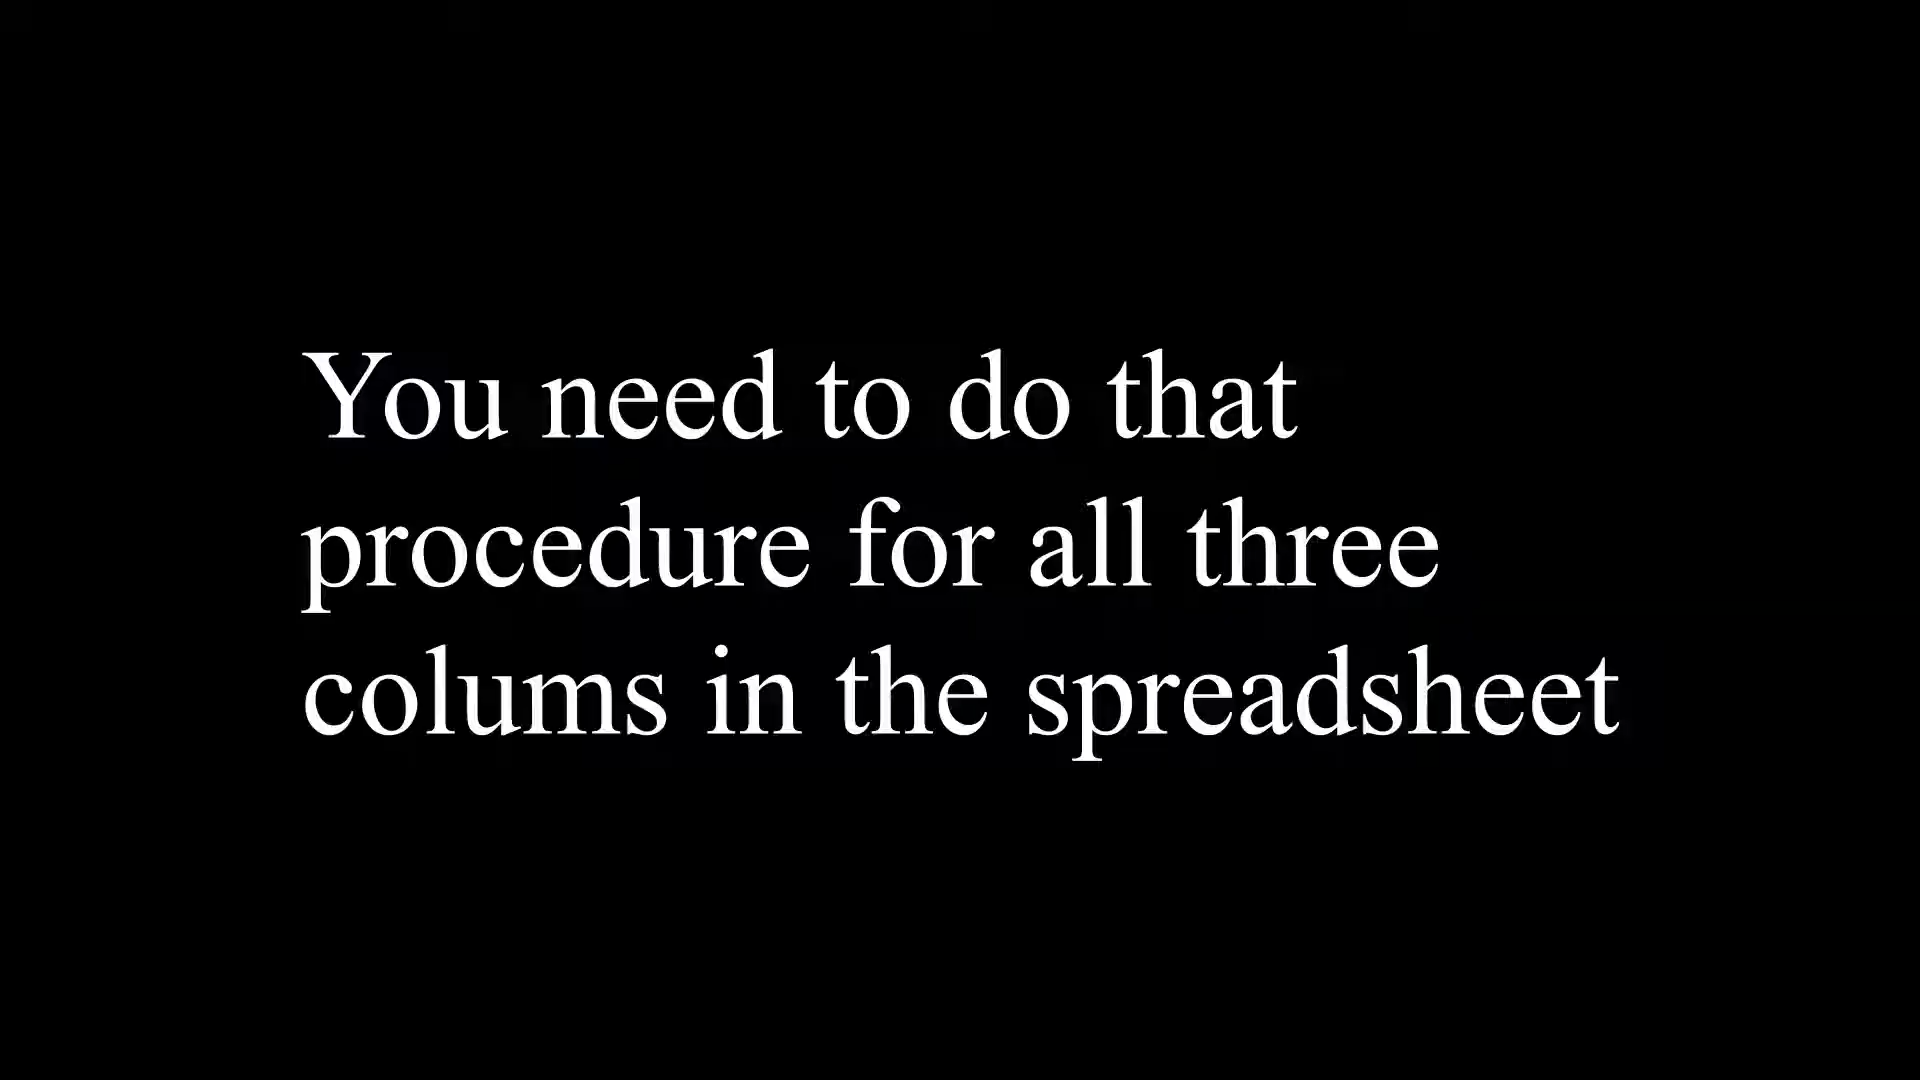 You need to do that
procedure for all three
colums in the spreadsheet